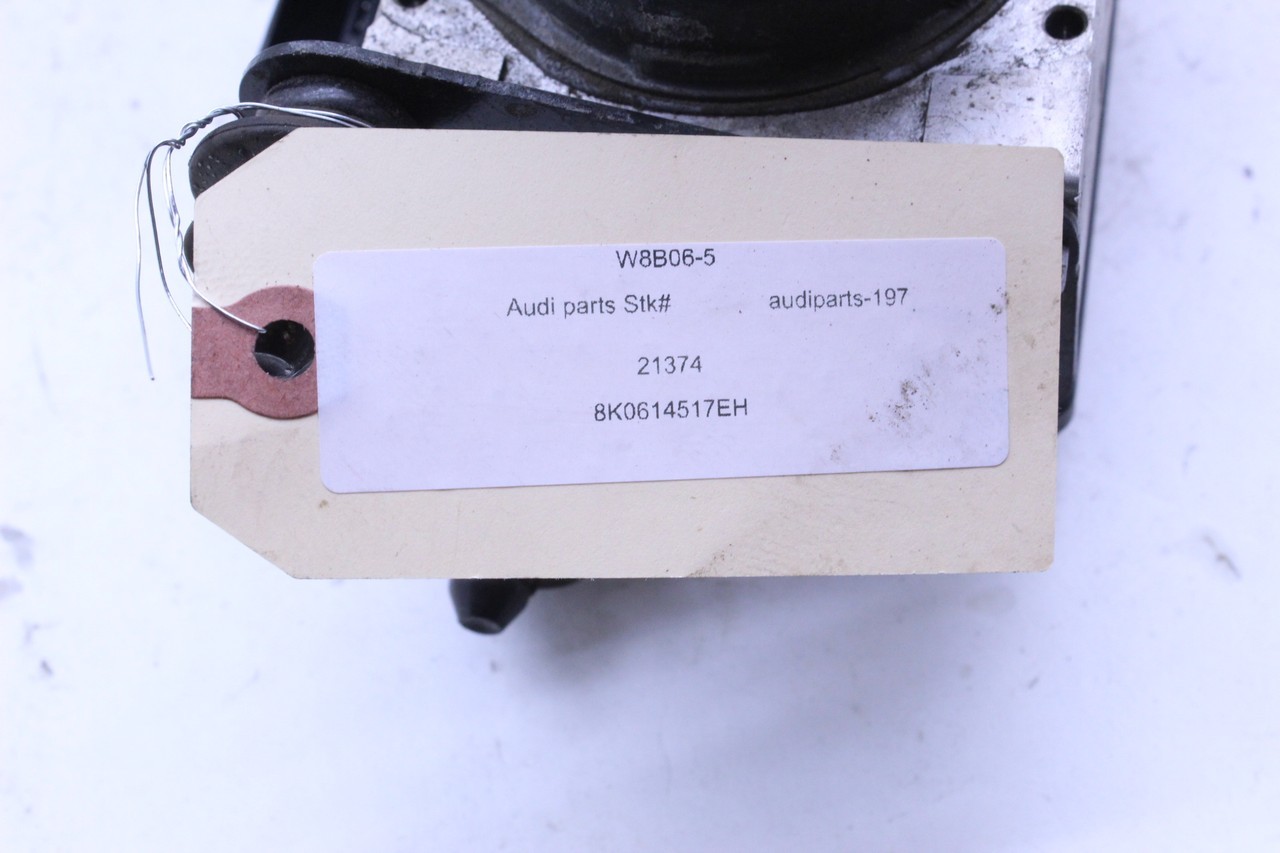 W8B06-5
Audi parts Stk# audiparts-197
21374
8K0614517EH